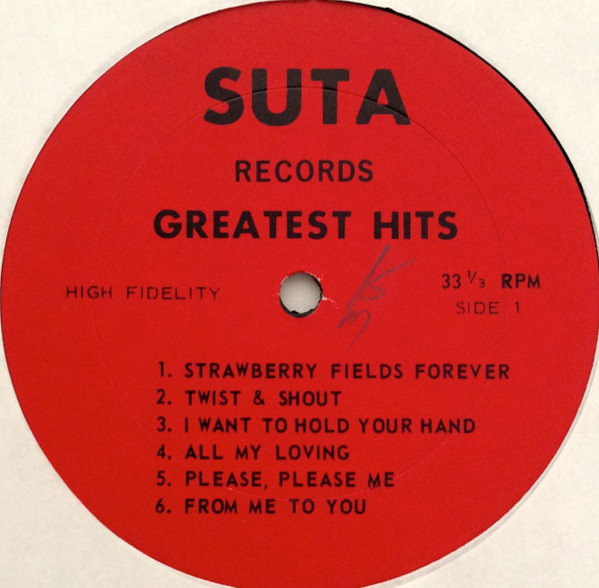 SUTA
RECORDS
GREATEST HITS
HIGH FIDELITY
33 1/3 RPM
SIDE 1
1. STRAWBERRY FIELDS FOREVER
2. TWIST & SHOUT
3. I WANT TO HOLD YOUR HAND
4. ALL MY LOVING
5. PLEASE, PLEASE ME
6. FROM ME TO YOU